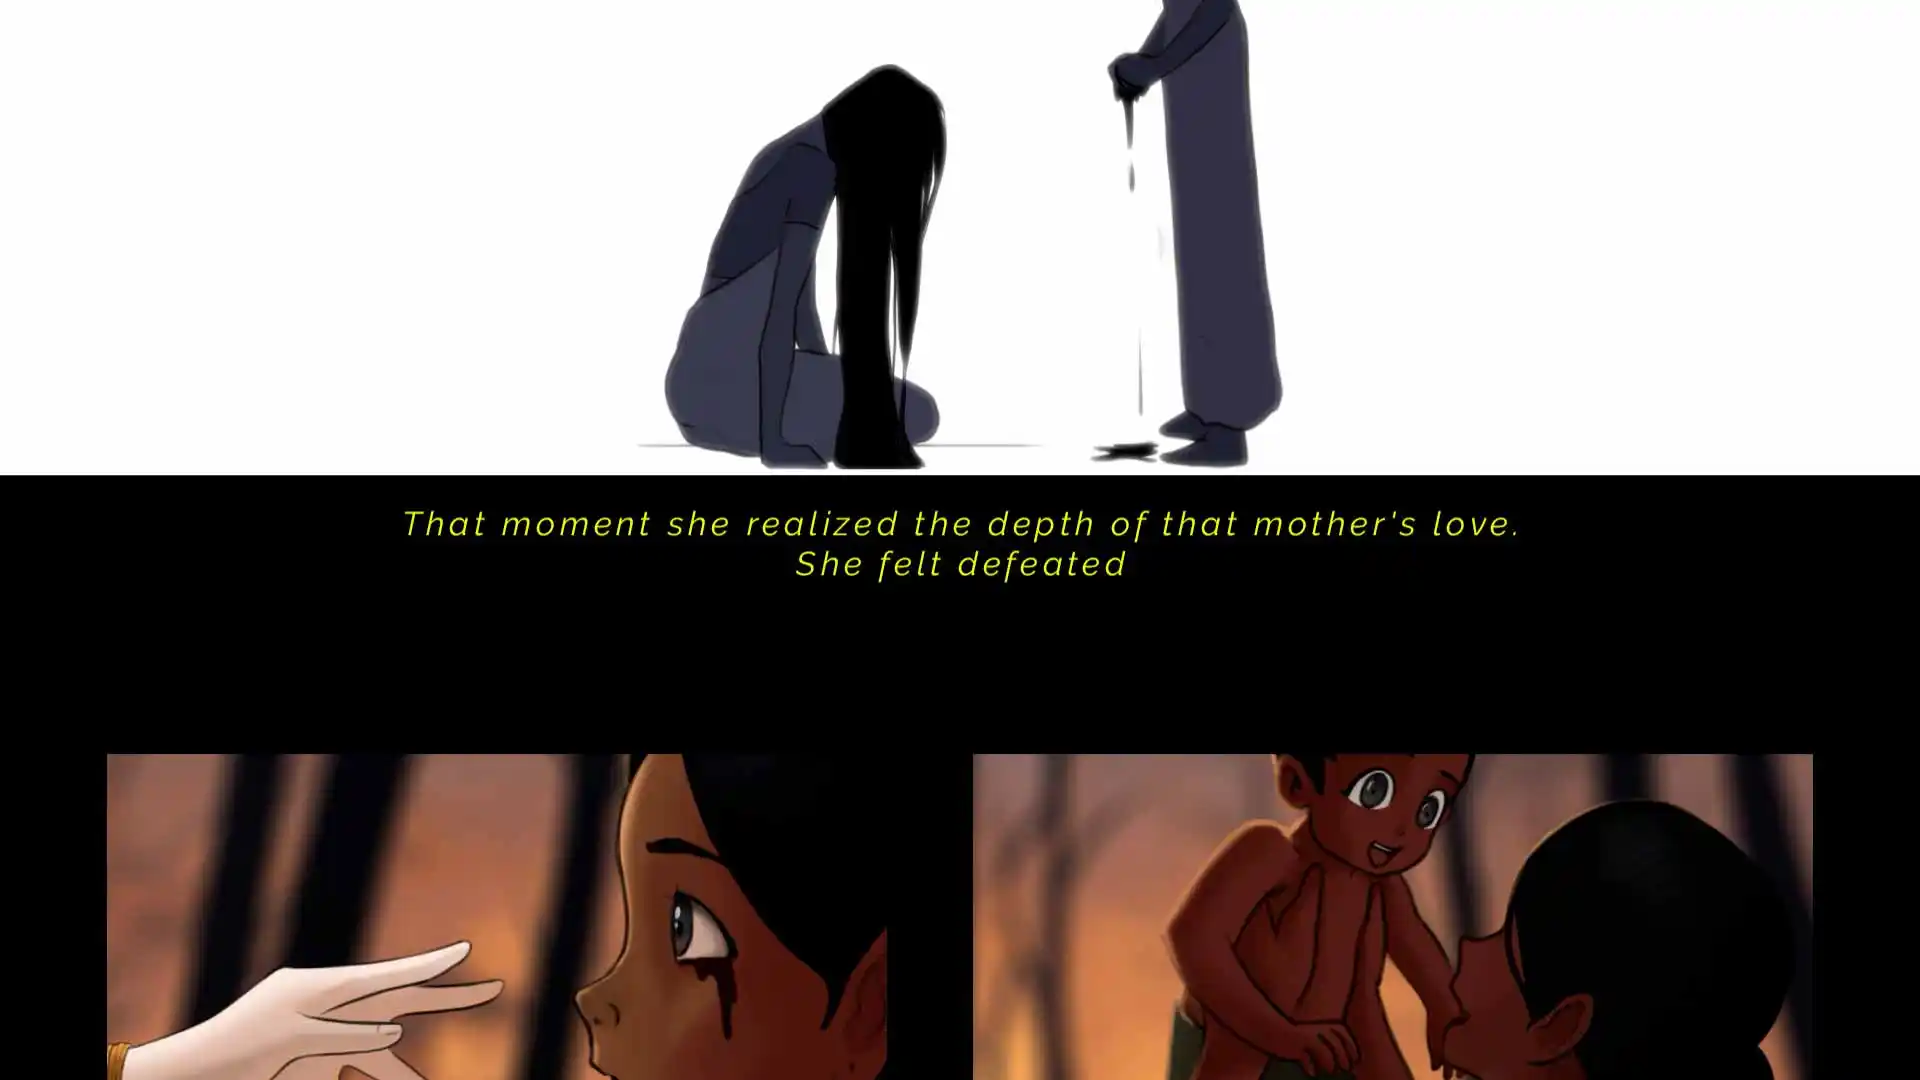 That moment she realized the depth of that mother's love.
She felt defeated